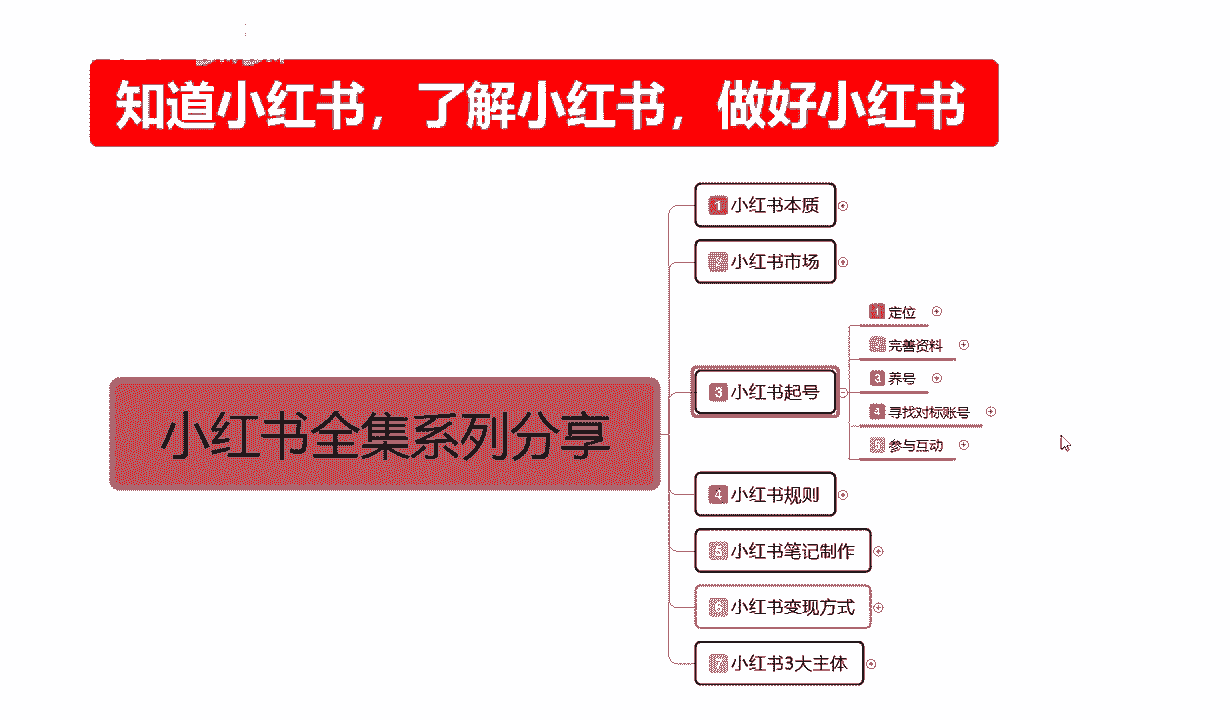 知道小红书，了解小红书，做好小红书
1 小红书本质
2 小红书市场
1 定位
2 完善资料
3 养号
3 小红书起号
4 寻找对标账号
5 参与互动
小红书全集系列分享
4 小红书规则
5 小红书笔记制作
6 小红书变现方式
7 小红书3大主体